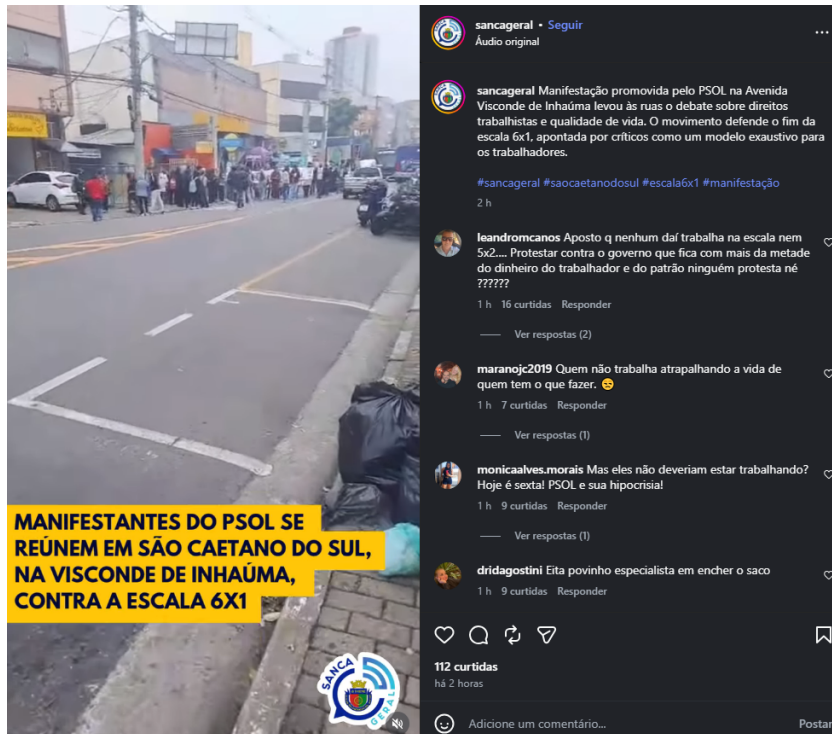 sancageral • Seguir
Áudio original
sancageral Manifestação promovida pelo PSOL na Avenida
Visconde de Inhaúma levou às ruas o debate sobre direitos
trabalhistas e qualidade de vida. O movimento defende o fim da
escala 6x1, apontada por críticos como um modelo exaustivo para
os trabalhadores.
#sancageral #saocaetanodosul #escala6x1 #manifestação
2 h
leandromcanos Aposto q nenhum daí trabalha na escala nem
5x2.... Protestar contra o governo que fica com mais da metade
do dinheiro do trabalhador e do patrão ninguém protesta né
??????
1 h 16 curtidas Responder
Ver respostas (2)
maranojc2019 Quem não trabalha atrapalhando a vida de
quem tem o que fazer. 😒
1 h 7 curtidas Responder
Ver respostas (1)
monicaalves.morais Mas eles não deveriam estar trabalhando?
Hoje é sexta! PSOL e sua hipocrisia!
1 h 9 curtidas Responder
Ver respostas (1)
dridagostini Eita povinho especialista em encher o saco
1 h 9 curtidas Responder
112 curtidas
há 2 horas
Adicione um comentário...
Postar
MANIFESTANTES DO PSOL SE
REÚNEM EM SÃO CAETANO DO SUL,
NA VISCONDE DE INHAÚMA,
CONTRA A ESCALA 6X1
SANCA
GERAL